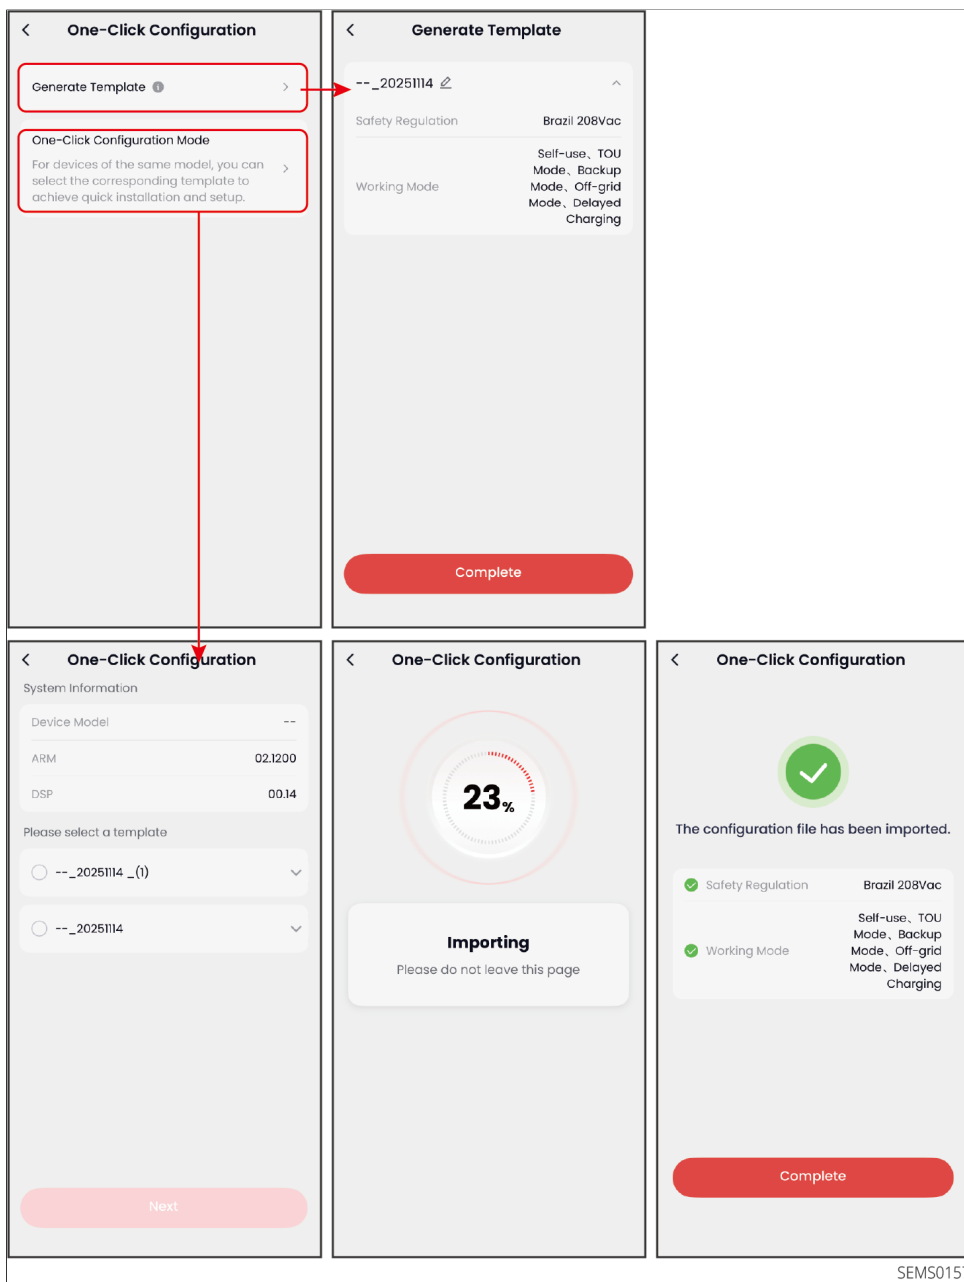 One-Click Configuration
Generate Template
One-Click Configuration Mode
For devices of the same model, you can
select the corresponding template to
achieve quick installation and setup.
Generate Template
--_20251114
Safety Regulation
Brazil 208Vac
Working Mode
Self-use、TOU
Mode、Backup
Mode、Off-grid
Mode、Delayed
Charging
Complete
One-Click Configuration
System Information
Device Model
--
ARM
02.1200
DSP
00.14
Please select a template
--_20251114 _(1)
--_20251114
Next
One-Click Configuration
23%
Importing
Please do not leave this page
One-Click Configuration
The configuration file has been imported.
Safety Regulation
Brazil 208Vac
Working Mode
Self-use、TOU
Mode、Backup
Mode、Off-grid
Mode、Delayed
Charging
Complete